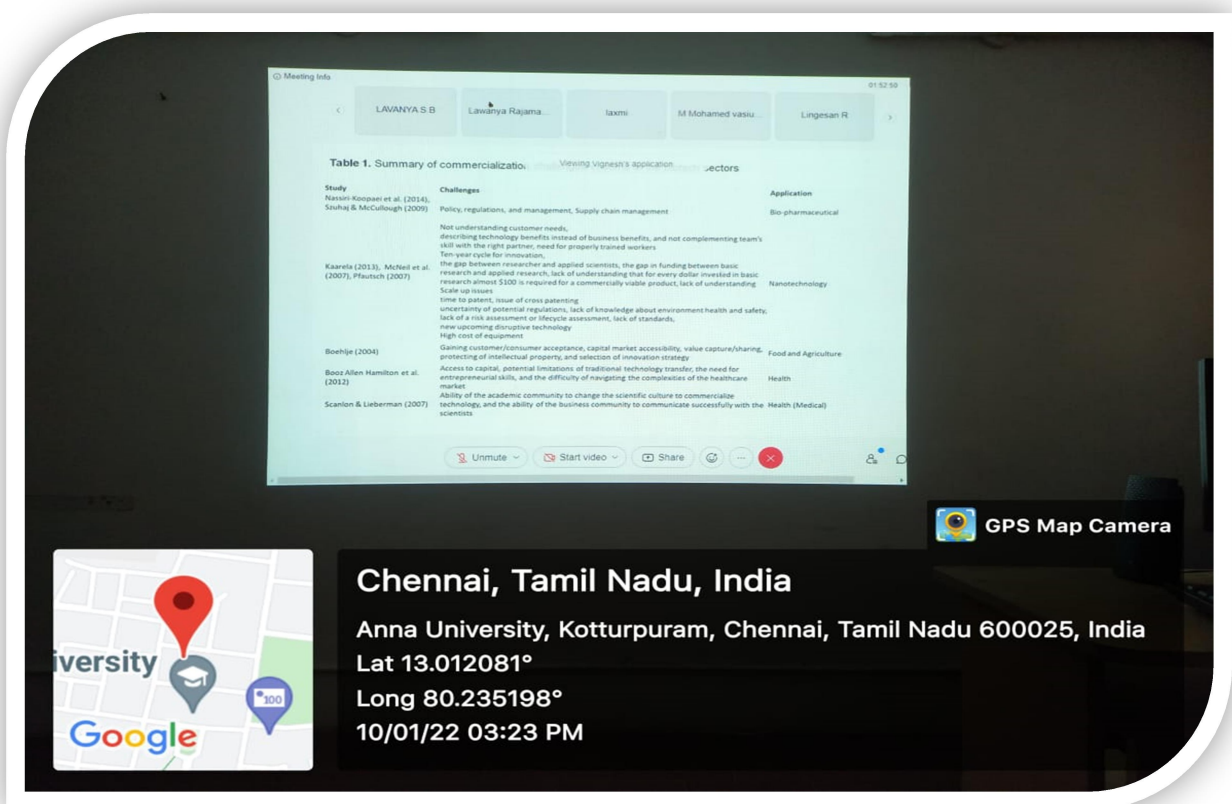 Meeting Info
01:52:50
LAVANYA S B
Lawanya Rajama...
laxmi
M Mohamed vasiu...
Lingesan R
Table 1. Summary of commercialization
Viewing Vignesh's application
sectors
Study
Challenges
Application
Nassiri-Koopaei et al. (2014),
Szuhaj & McCullough (2009)
Policy, regulations, and management, Supply chain management
Bio-pharmaceutical
Not understanding customer needs,
describing technology benefits instead of business benefits, and not complementing team's
skill with the right partner, need for properly trained workers
Ten-year cycle for innovation,
Kaarela (2013), McNeil et al.
(2007), Pfautsch (2007)
the gap between researcher and applied scientists, the gap in funding between basic
research and applied research, lack of understanding that for every dollar invested in basic
research almost $100 is required for a commercially viable product, lack of understanding
Nanotechnology
Scale up issues
time to patent, issue of cross patenting
uncertainty of potential regulations, lack of knowledge about environment health and safety,
lack of a risk assessment or lifecycle assessment, lack of standards,
new upcoming disruptive technology
High cost of equipment
Boehlje (2004)
Gaining customer/consumer acceptance, capital market accessibility, value capture/sharing,
protecting of intellectual property, and selection of innovation strategy
Food and Agriculture
Booz Allen Hamilton et al.
(2012)
Access to capital, potential limitations of traditional technology transfer, the need for
entrepreneurial skills, and the difficulty of navigating the complexities of the healthcare
market
Health
Scanlon & Lieberman (2007)
Ability of the academic community to change the scientific culture to commercialize
technology, and the ability of the business community to communicate successfully with the
scientists
Health (Medical)
Unmute
Start video
Share
GPS Map Camera
iversity
100
Google
Chennai, Tamil Nadu, India
Anna University, Kotturpuram, Chennai, Tamil Nadu 600025, India
Lat 13.012081°
Long 80.235198°
10/01/22 03:23 PM